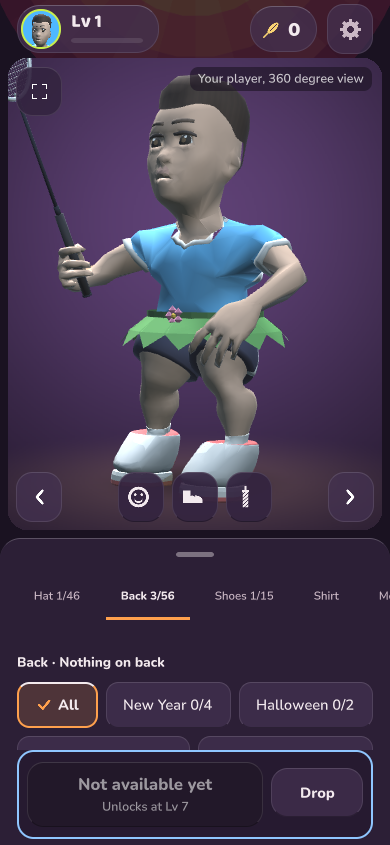 Lv 1
0
Your player, 360 degree view
Hat 1/46
Back 3/56
Shoes 1/15
Shirt
Back · Nothing on back
All
New Year 0/4
Halloween 0/2
Not available yet
Unlocks at Lv 7
Drop